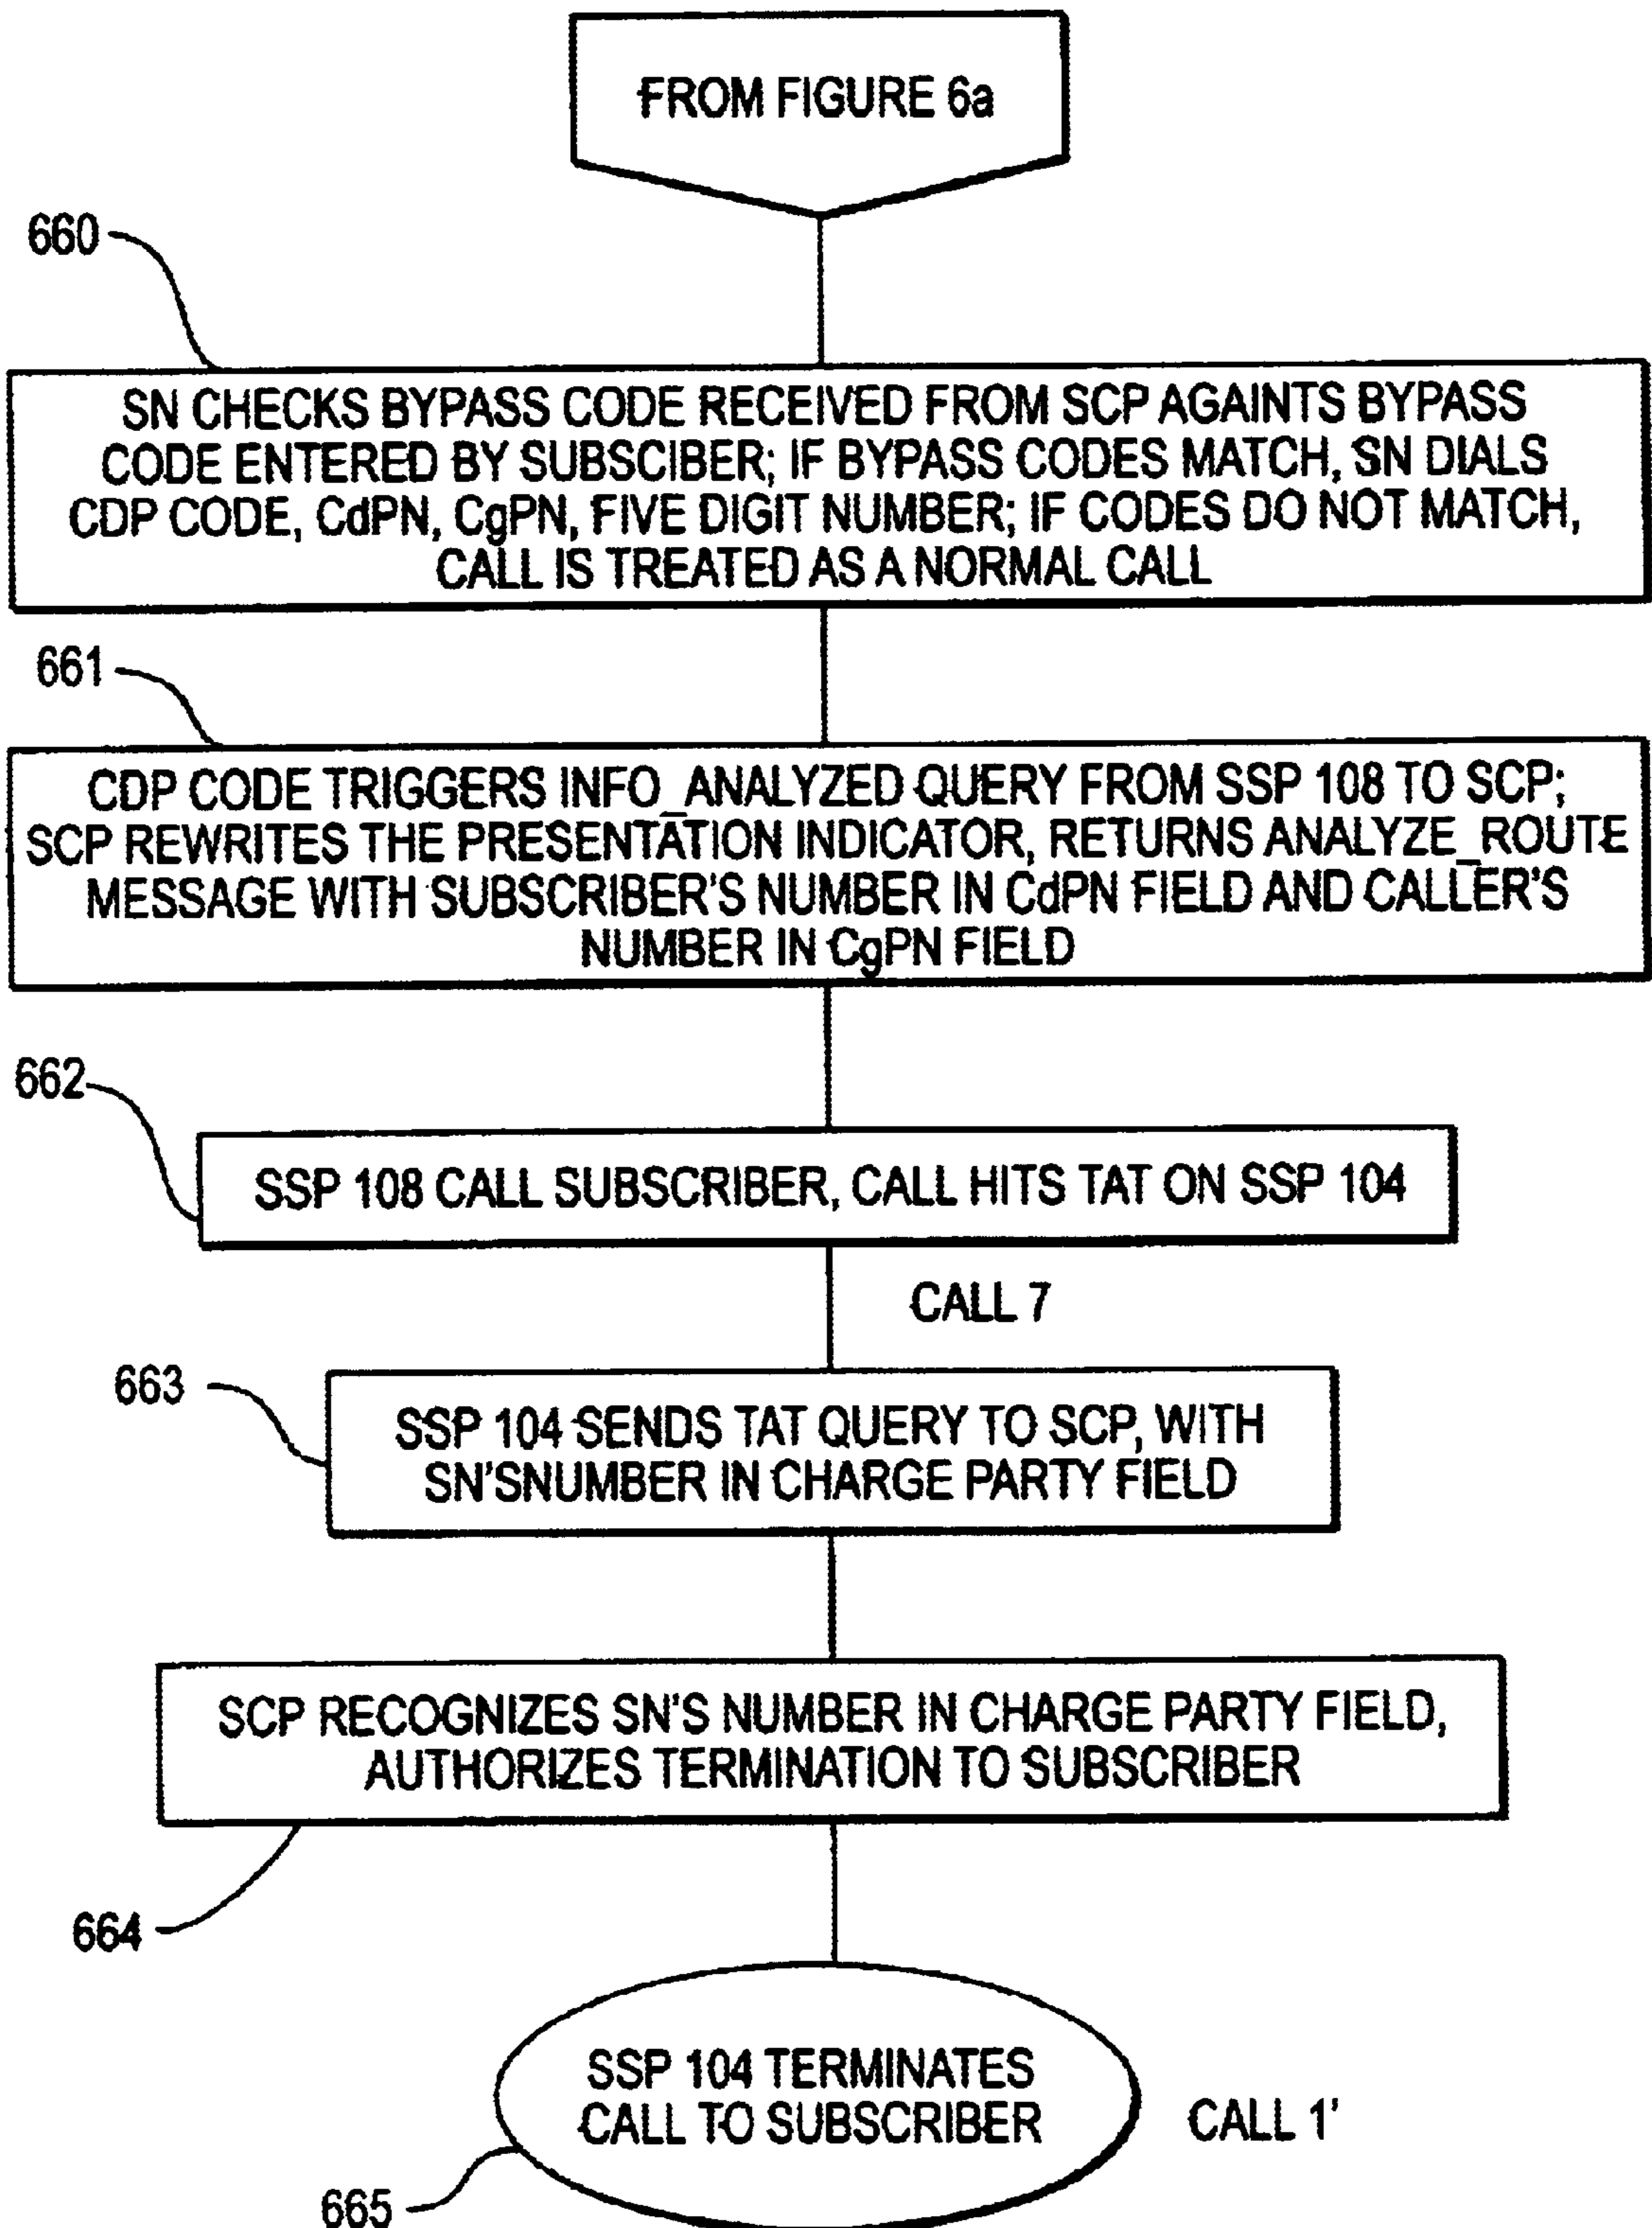 FROM FIGURE 6a
660
SN CHECKS BYPASS CODE RECEIVED FROM SCP AGAINTS BYPASS
CODE ENTERED BY SUBSCIBER; IF BYPASS CODES MATCH, SN DIALS
CDP CODE, CdPN, CgPN, FIVE DIGIT NUMBER; IF CODES DO NOT MATCH,
CALL IS TREATED AS A NORMAL CALL
661
CDP CODE TRIGGERS INFO_ANALYZED QUERY FROM SSP 108 TO SCP;
SCP REWRITES THE PRESENTATION INDICATOR, RETURNS ANALYZE_ROUTE
MESSAGE WITH SUBSCRIBER'S NUMBER IN CdPN FIELD AND CALLER'S
NUMBER IN CgPN FIELD
662
SSP 108 CALL SUBSCRIBER, CALL HITS TAT ON SSP 104
CALL 7
663
SSP 104 SENDS TAT QUERY TO SCP, WITH
SN'SNUMBER IN CHARGE PARTY FIELD
SCP RECOGNIZES SN'S NUMBER IN CHARGE PARTY FIELD,
AUTHORIZES TERMINATION TO SUBSCRIBER
664
SSP 104 TERMINATES
CALL TO SUBSCRIBER
CALL 1'
665